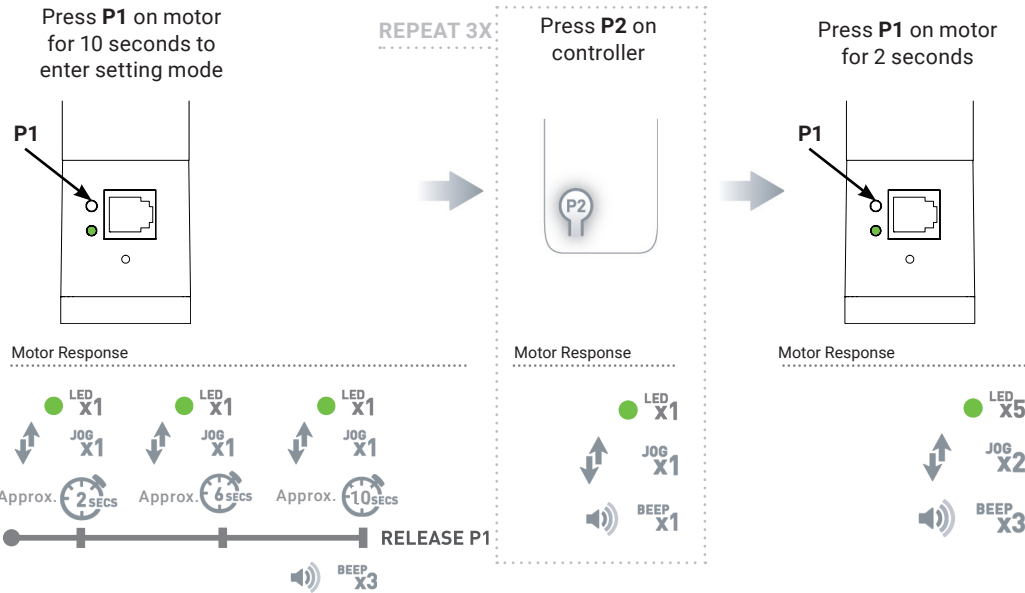 Press P1 on motor
for 10 seconds to
enter setting mode
P1
REPEAT 3X
Press P2 on
controller
P2
Press P1 on motor
for 2 seconds
P1
Motor Response
LED X1
JOG X1
Approx. 2 SECS
LED X1
JOG X1
Approx. 6 SECS
LED X1
JOG X1
Approx. 10 SECS
RELEASE P1
BEEP X3
Motor Response
LED X1
JOG X1
BEEP X1
Motor Response
LED X5
JOG X2
BEEP X3